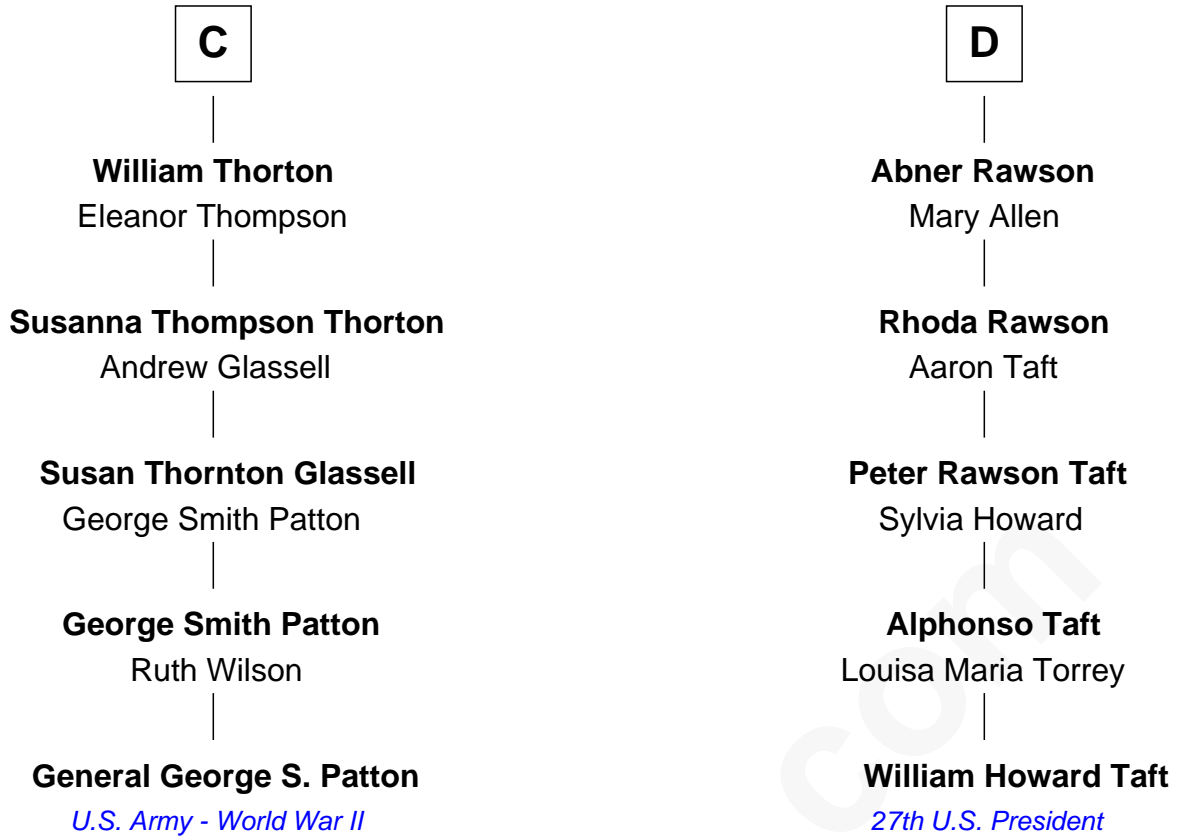 C
William Thorton
Eleanor Thompson
Susanna Thompson Thorton
Andrew Glassell
Susan Thornton Glassell
George Smith Patton
George Smith Patton
Ruth Wilson
General George S. Patton
U.S. Army - World War II
D
Abner Rawson
Mary Allen
Rhoda Rawson
Aaron Taft
Peter Rawson Taft
Sylvia Howard
Alphonso Taft
Louisa Maria Torrey
William Howard Taft
27th U.S. President
com